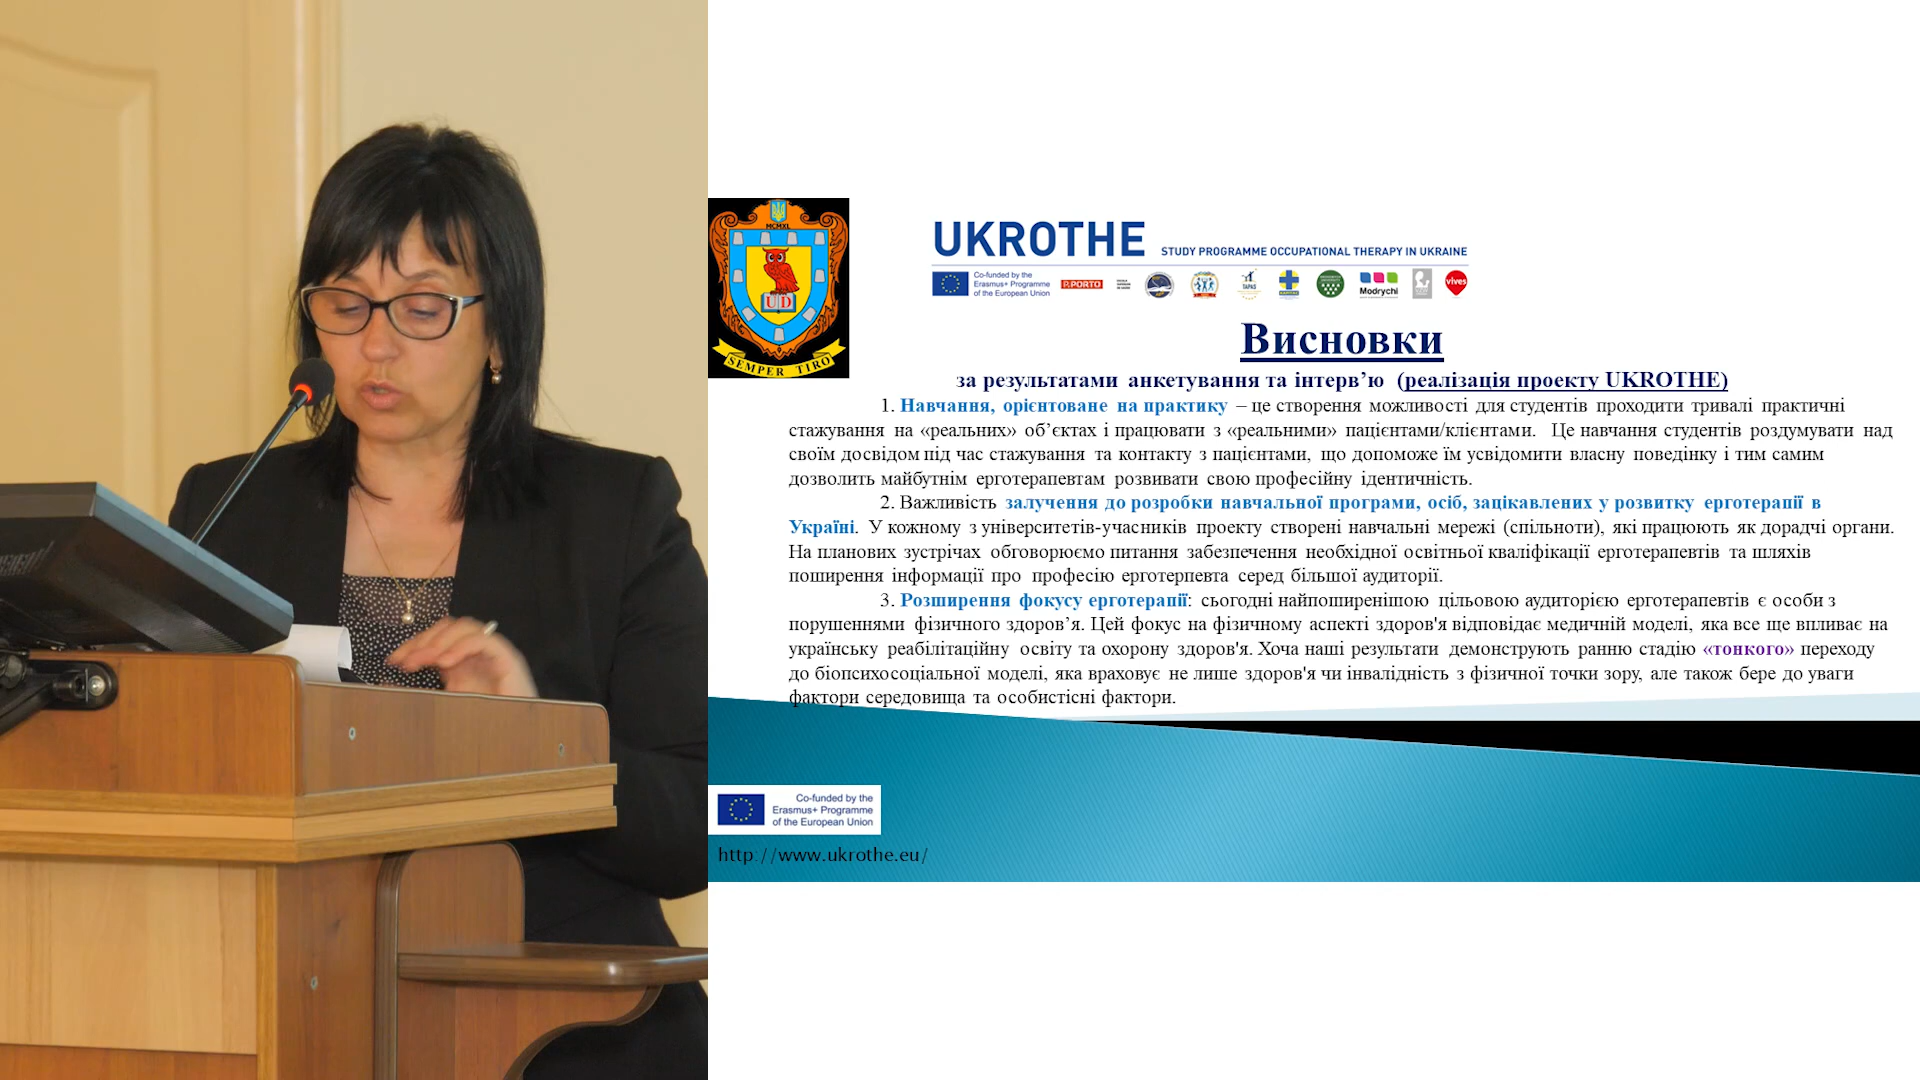 MCMXL
UD
SEMPER TIRO
UKROTHE STUDY PROGRAMME OCCUPATIONAL THERAPY IN UKRAINE
Co-funded by the
Erasmus+ Programme
of the European Union
P.PORTO
TAPAS
Modrychi
vives
Висновки
за результатами анкетування та інтерв’ю (реалізація проекту UKROTHE)
1. Навчання, орієнтоване на практику – це створення можливості для студентів проходити тривалі практичні
стажування на «реальних» об’єктах і працювати з «реальними» пацієнтами/клієнтами. Це навчання студентів роздумувати над
своїм досвідом під час стажування та контакту з пацієнтами, що допоможе їм усвідомити власну поведінку і тим самим
дозволить майбутнім ерготерапевтам розвивати свою професійну ідентичність.
2. Важливість залучення до розробки навчальної програми, осіб, зацікавлених у розвитку ерготерапії в
Україні. У кожному з університетів-учасників проекту створені навчальні мережі (спільноти), які працюють як дорадчі органи.
На планових зустрічах обговорюємо питання забезпечення необхідної освітньої кваліфікації ерготерапевтів та шляхів
поширення інформації про професію ерготерпевта серед більшої аудиторії.
3. Розширення фокусу ерготерапії: сьогодні найпоширенішою цільовою аудиторією ерготерапевтів є особи з
порушеннями фізичного здоров’я. Цей фокус на фізичному аспекті здоров'я відповідає медичній моделі, яка все ще впливає на
українську реабілітаційну освіту та охорону здоров'я. Хоча наші результати демонструють ранню стадію «тонкого» переходу
до біопсихосоціальної моделі, яка враховує не лише здоров'я чи інвалідність з фізичної точки зору, але також бере до уваги
фактори середовища та особистісні фактори.
Co-funded by the
Erasmus+ Programme
of the European Union
http://www.ukrothe.eu/